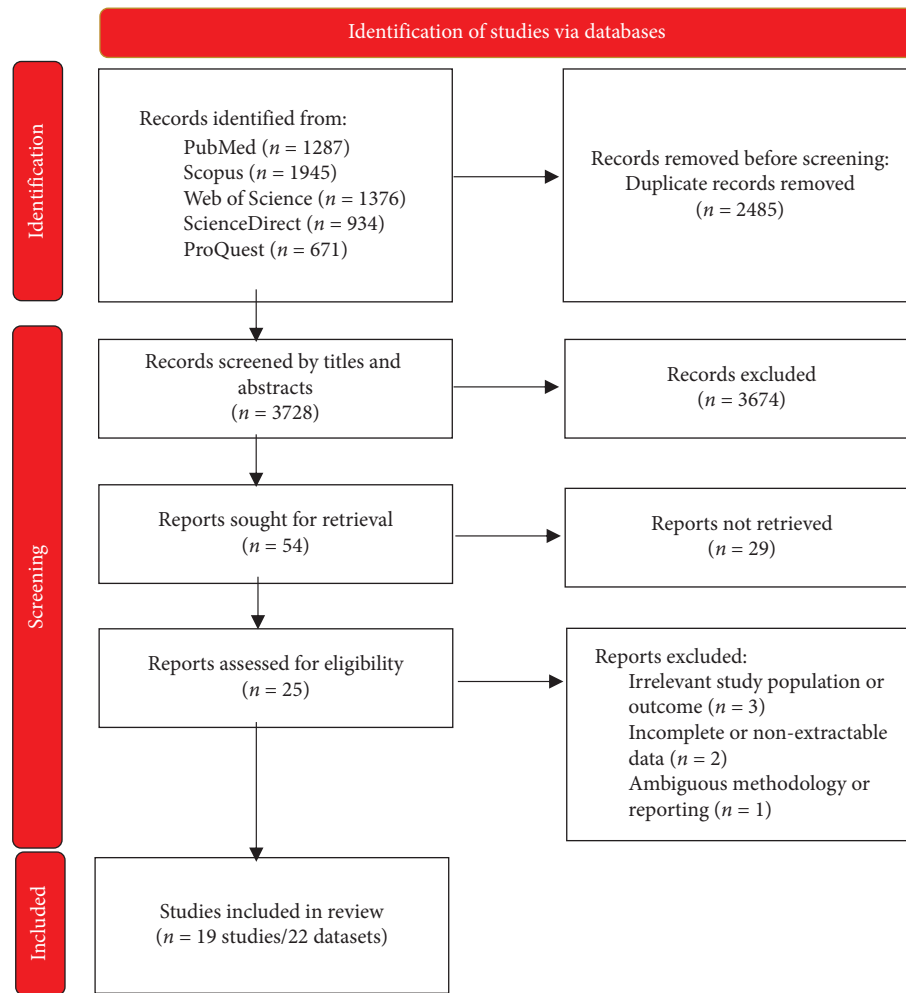 Identification of studies via databases
Identification
Records identified from:
PubMed (n = 1287)
Scopus (n = 1945)
Web of Science (n = 1376)
ScienceDirect (n = 934)
ProQuest (n = 671)
Records removed before screening:
Duplicate records removed
(n = 2485)
Screening
Records screened by titles and
abstracts
(n = 3728)
Records excluded
(n = 3674)
Reports sought for retrieval
(n = 54)
Reports not retrieved
(n = 29)
Reports assessed for eligibility
(n = 25)
Reports excluded:
Irrelevant study population or
outcome (n = 3)
Incomplete or non-extractable
data (n = 2)
Ambiguous methodology or
reporting (n = 1)
Included
Studies included in review
(n = 19 studies/22 datasets)